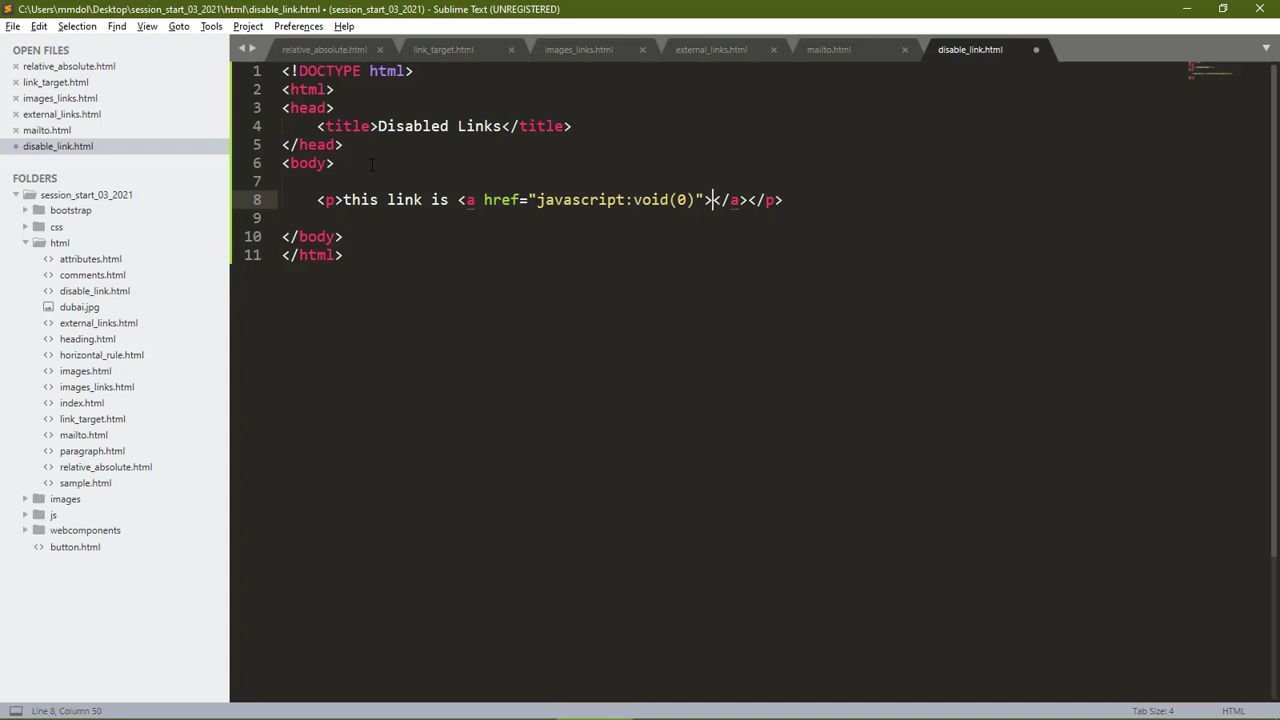 C:\Users\mmdol\Desktop\session_start_03_2021\html\disable_link.html • (session_start_03_2021) - Sublime Text (UNREGISTERED)
File Edit Selection Find View Goto Tools Project Preferences Help
OPEN FILES
relative_absolute.html
link_target.html
images_links.html
external_links.html
mailto.html
disable_link.html
FOLDERS
session_start_03_2021
bootstrap
css
html
attributes.html
comments.html
disable_link.html
dubai.jpg
external_links.html
heading.html
horizontal_rule.html
images.html
images_links.html
index.html
link_target.html
mailto.html
paragraph.html
relative_absolute.html
sample.html
images
js
webcomponents
button.html
relative_absolute.html link_target.html images_links.html external_links.html mailto.html disable_link.html
1 <!DOCTYPE html>
2 <html>
3 <head>
4 <title>Disabled Links</title>
5 </head>
6 <body>
7
8 <p>this link is <a href="javascript:void(0)"></a></p>
9
10 </body>
11 </html>
Line 8, Column 50 Tab Size: 4 HTML